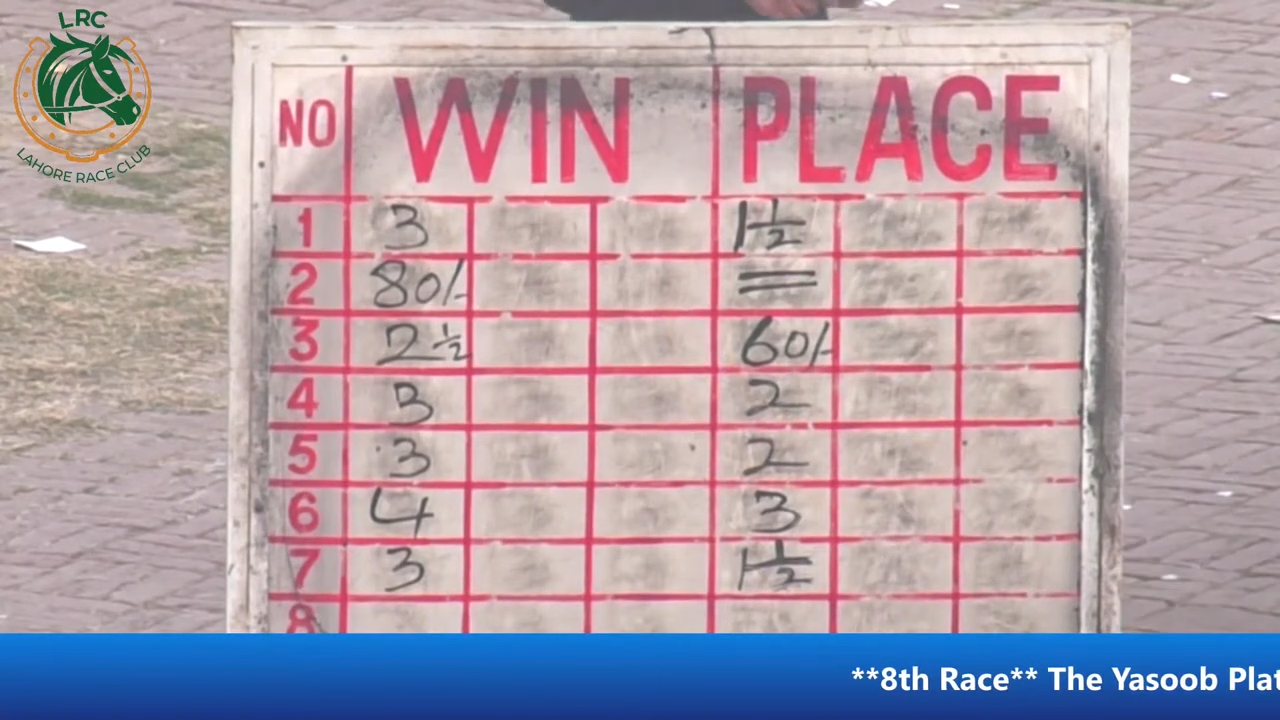 LRC
LAHORE RACE CLUB
NO WIN PLACE
1 3 1½
2 80/- =
3 2½ 60/-
4 3 2
5 3 2
6 4 3
7 3 1½
8
**8th Race** The Yasoob Plat